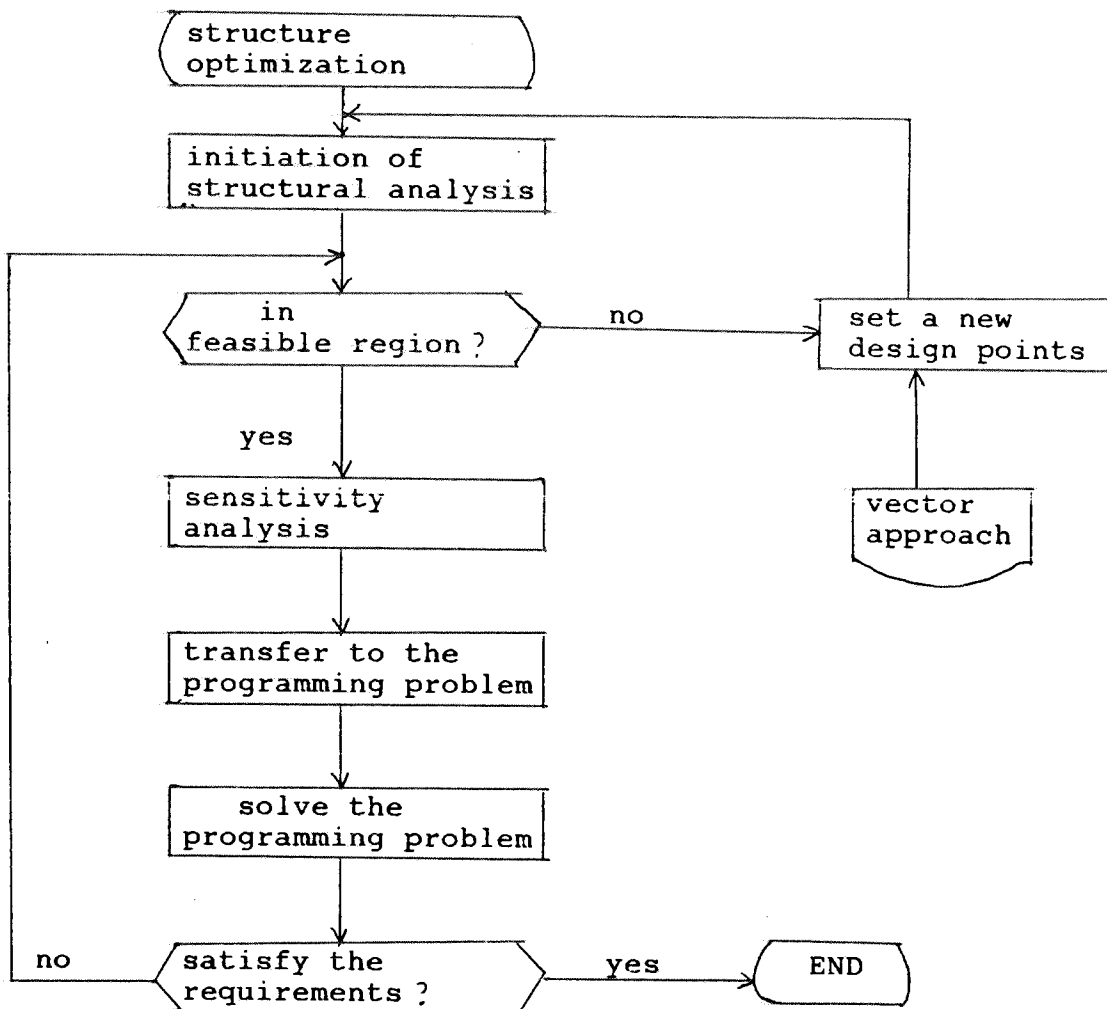 structure
optimization
initiation of
structural analysis
in
feasible region?
no
set a new
design points
yes
vector
approach
sensitivity
analysis
transfer to the
programming problem
solve the
programming problem
no
satisfy the
requirements?
yes
END